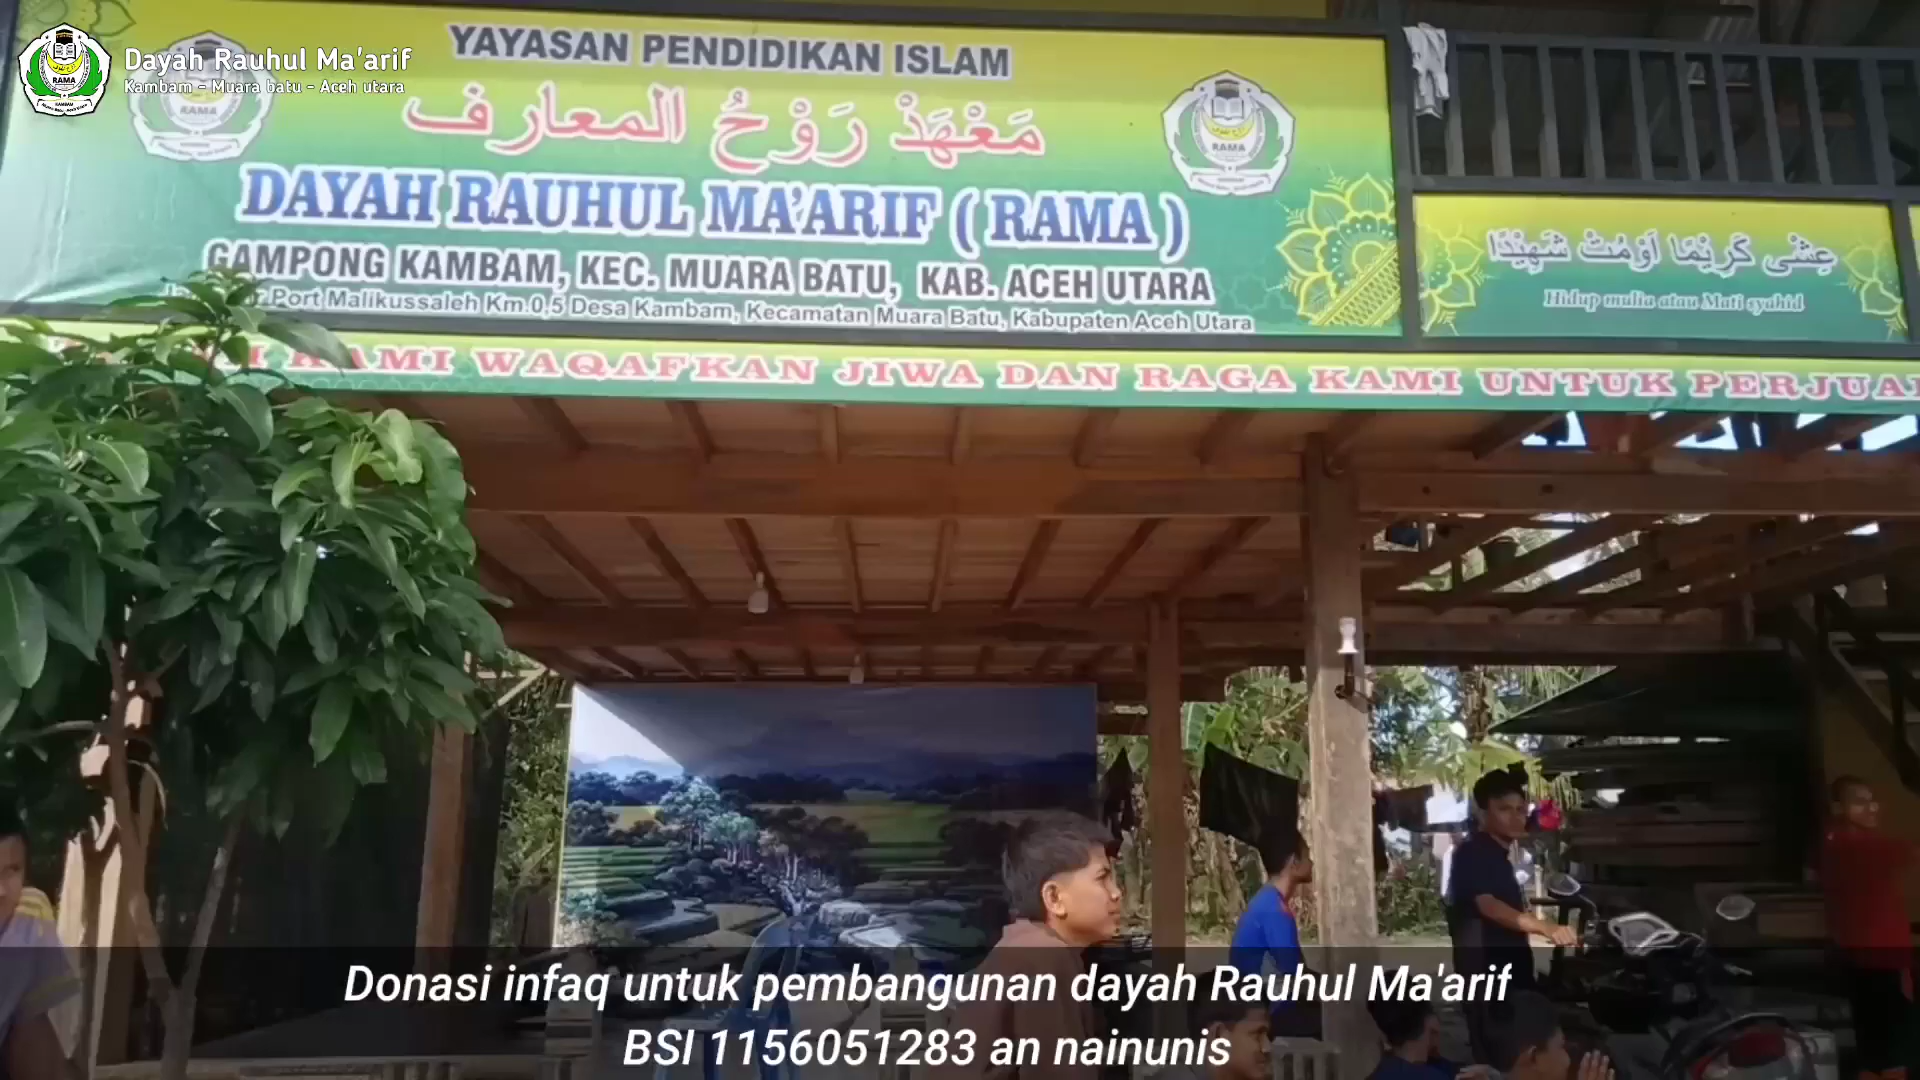 Dayah Rauhul Ma'arif
Kambam - Muara batu - Aceh utara
YAYASAN PENDIDIKAN ISLAM
مَعْهَدْ رَوْحُ المعارف
DAYAH RAUHUL MA'ARIF ( RAMA )
GAMPONG KAMBAM, KEC. MUARA BATU, KAB. ACEH UTARA
Port Malikussaleh Km.0,5 Desa Kambam, Kecamatan Muara Batu, Kabupaten Aceh Utara
RAMA
RAMA
RAMA
KAMBAM
عِشْى كَرِيْمَا اَوْمُتْ شَهِيْدًا
Hidup mulia atau Mati syahid
KAMI WAQAFKAN JIWA DAN RAGA KAMI UNTUK
Donasi infaq untuk pembangunan dayah Rauhul Ma'arif
BSI 1156051283 an nainunis